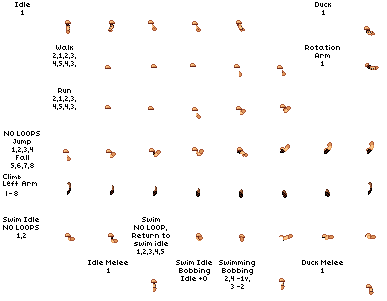 Idle
1
Duck
1
Walk
2,1,2,3,
4,5,4,3,
Rotation
Arm
1
Run
2,1,2,3,
4,5,4,3,
NO LOOPS
Jump
1,2,3,4
Fall
5,6,7,8
Climb
Left Arm
1-8
Swim Idle
NO LOOPS
1,2
Swim
NO LOOP,
Return to
swim idle
1,2,3,4,5
Idle Melee
1
Swim Idle
Bobbing
Idle +0
Swimming
Bobbing
2,4 -1v,
3 -2
Duck Melee
1